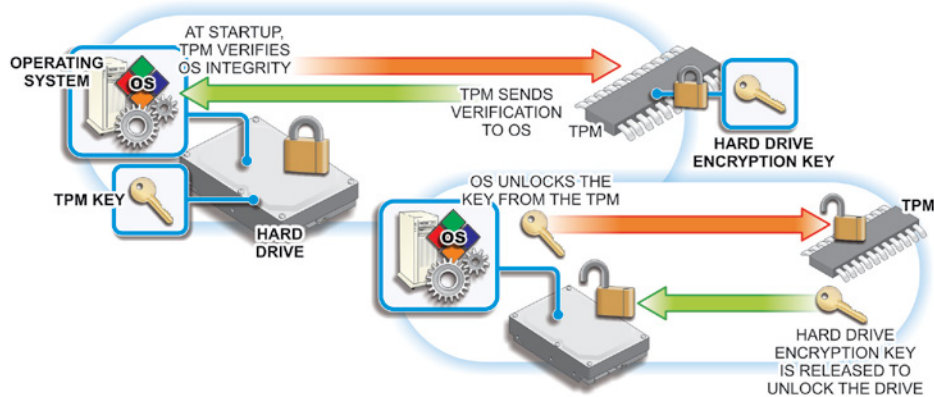 AT STARTUP,
TPM VERIFIES
OS INTEGRITY
OPERATING
SYSTEM
OS
TPM SENDS
VERIFICATION
TO OS
TPM
HARD DRIVE
ENCRYPTION KEY
TPM KEY
HARD
DRIVE
OS UNLOCKS THE
KEY FROM THE TPM
TPM
OS
HARD DRIVE
ENCRYPTION KEY
IS RELEASED TO
UNLOCK THE DRIVE